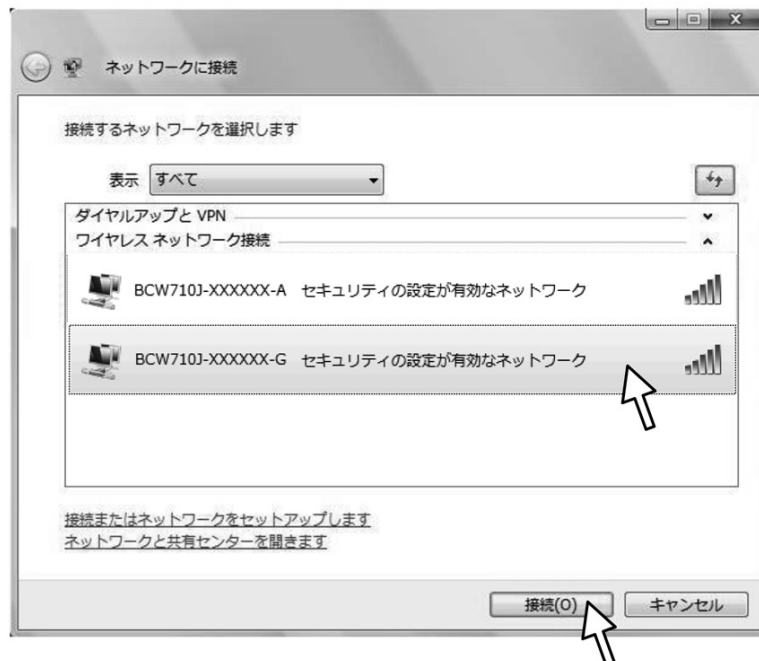 ネットワークに接続
接続するネットワークを選択します
表示 すべて
ダイヤルアップと VPN
ワイヤレス ネットワーク接続
BCW710J-XXXXXX-A セキュリティの設定が有効なネットワーク
BCW710J-XXXXXX-G セキュリティの設定が有効なネットワーク
接続またはネットワークをセットアップします
ネットワークと共有センターを開きます
接続(O) キャンセル